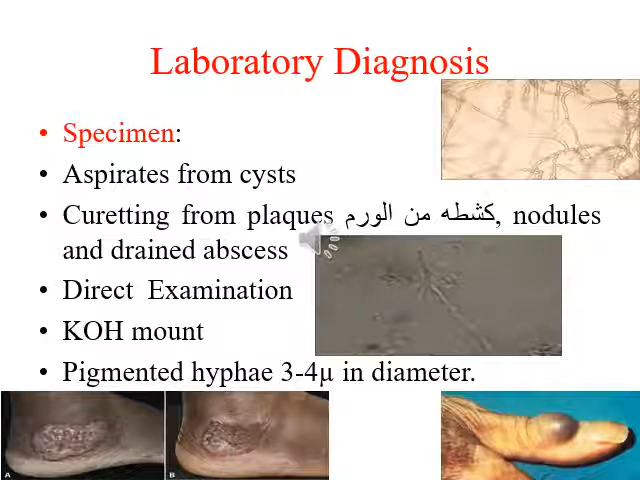 Laboratory Diagnosis
• Specimen:
• Aspirates from cysts
• Curetting from plaques كشطه من الورم, nodules
and drained abscess
• Direct Examination
• KOH mount
• Pigmented hyphae 3-4µ in diameter.
A
B